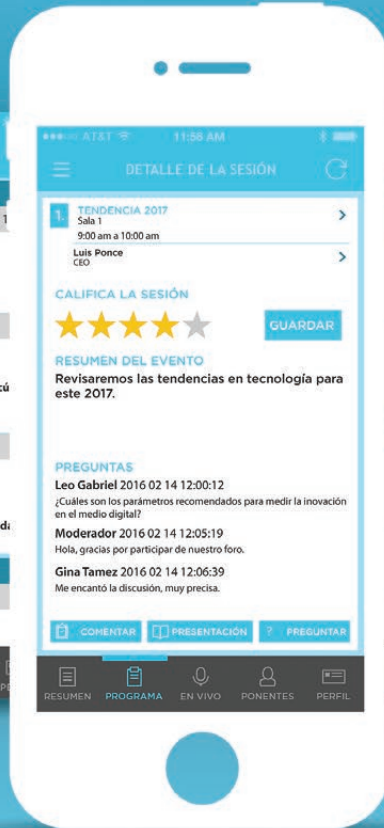 AT&T 11:56 AM
DETALLE DE LA SESIÓN
1. TENDENCIA 2017
Sala 1
9:00 am a 10:00 am
Luis Ponce
CEO
CALIFICA LA SESIÓN
GUARDAR
RESUMEN DEL EVENTO
Revisaremos las tendencias en tecnología para
este 2017.
PREGUNTAS
Leo Gabriel 2016 02 14 12:00:12
¿Cuáles son los parámetros recomendados para medir la inovación
en el medio digital?
Moderador 2016 02 14 12:05:19
Hola, gracias por participar de nuestro foro.
Gina Tamez 2016 02 14 12:06:39
Me encantó la discusión, muy precisa.
COMENTAR PRESENTACIÓN ? PREGUNTAR
RESUMEN PROGRAMA EN VIVO PONENTES PERFIL